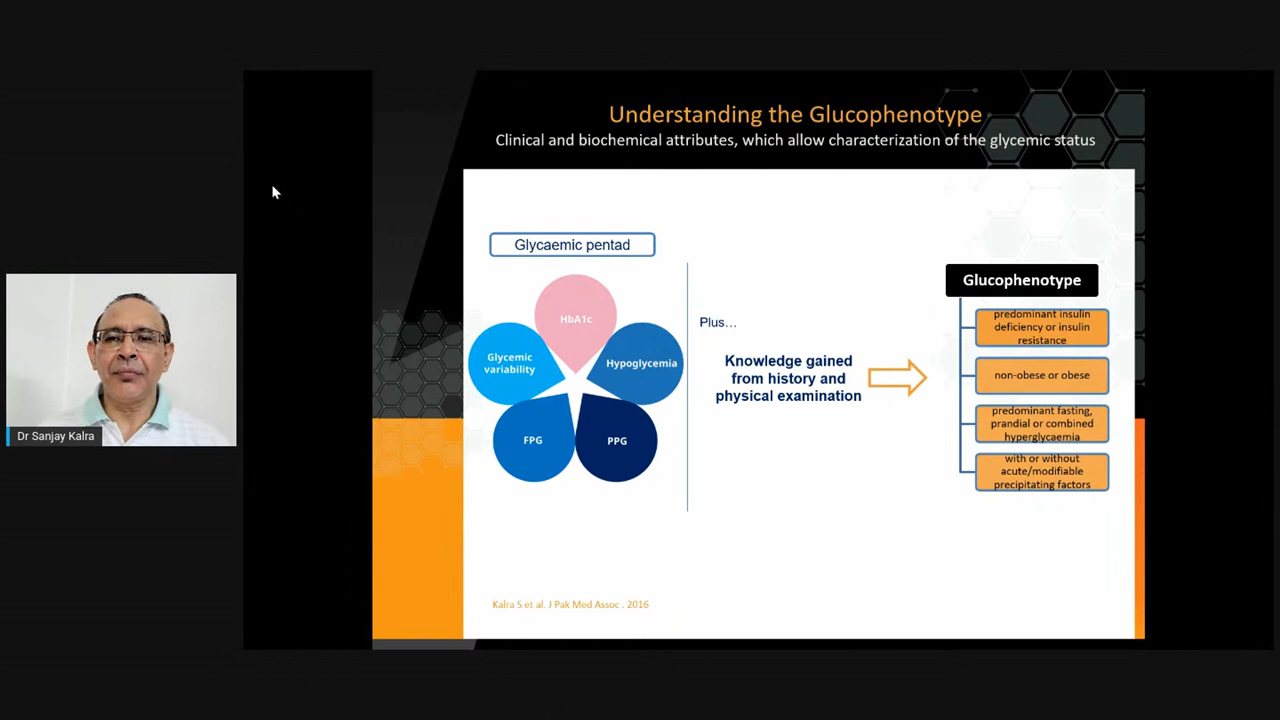 Understanding the Glucophenotype
Clinical and biochemical attributes, which allow characterization of the glycemic status
Glycaemic pentad
HbA1c
Glycemic
variability
Hypoglycemia
FPG
PPG
Plus…
Knowledge gained
from history and
physical examination
Glucophenotype
predominant insulin
deficiency or insulin
resistance
non-obese or obese
predominant fasting,
prandial or combined
hyperglycaemia
with or without
acute/modifiable
precipitating factors
Kalra S et al. J Pak Med Assoc . 2016
Dr Sanjay Kalra